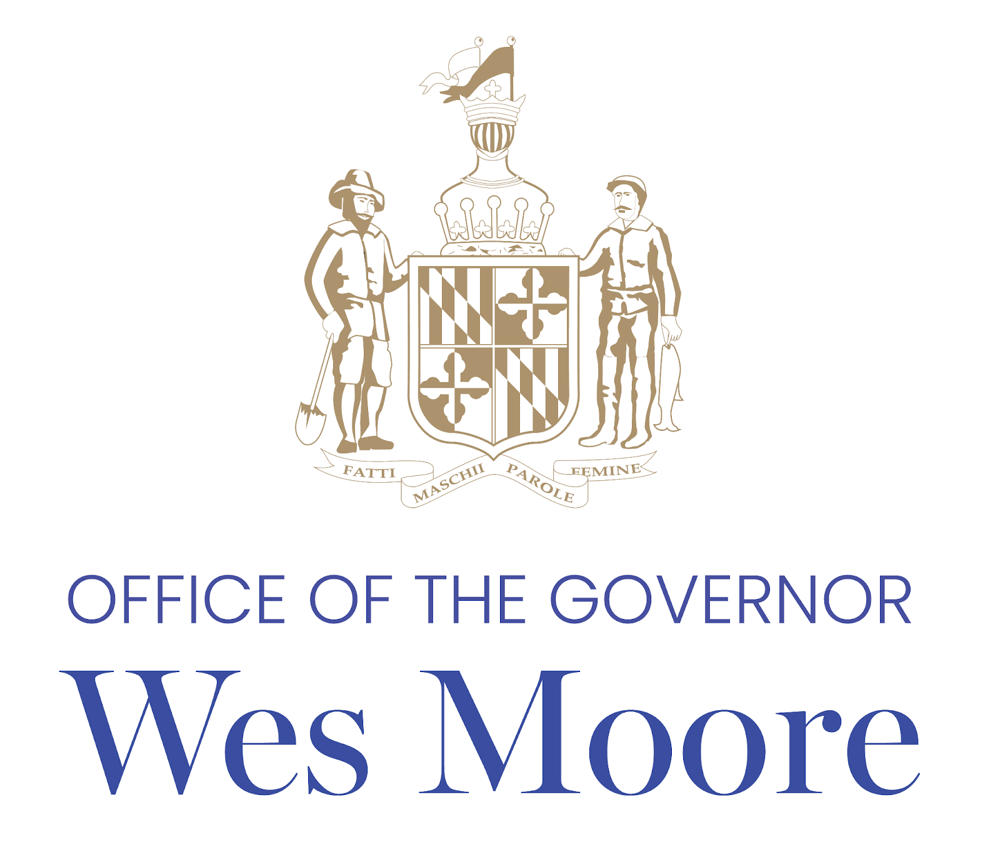 FATTI MASCHII PAROLE FEMINE
OFFICE OF THE GOVERNOR
Wes Moore